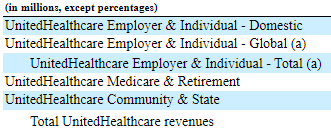 (in millions, except percentages)
UnitedHealthcare Employer & Individual - Domestic
UnitedHealthcare Employer & Individual - Global (a)
UnitedHealthcare Employer & Individual - Total (a)
UnitedHealthcare Medicare & Retirement
UnitedHealthcare Community & State
Total UnitedHealthcare revenues